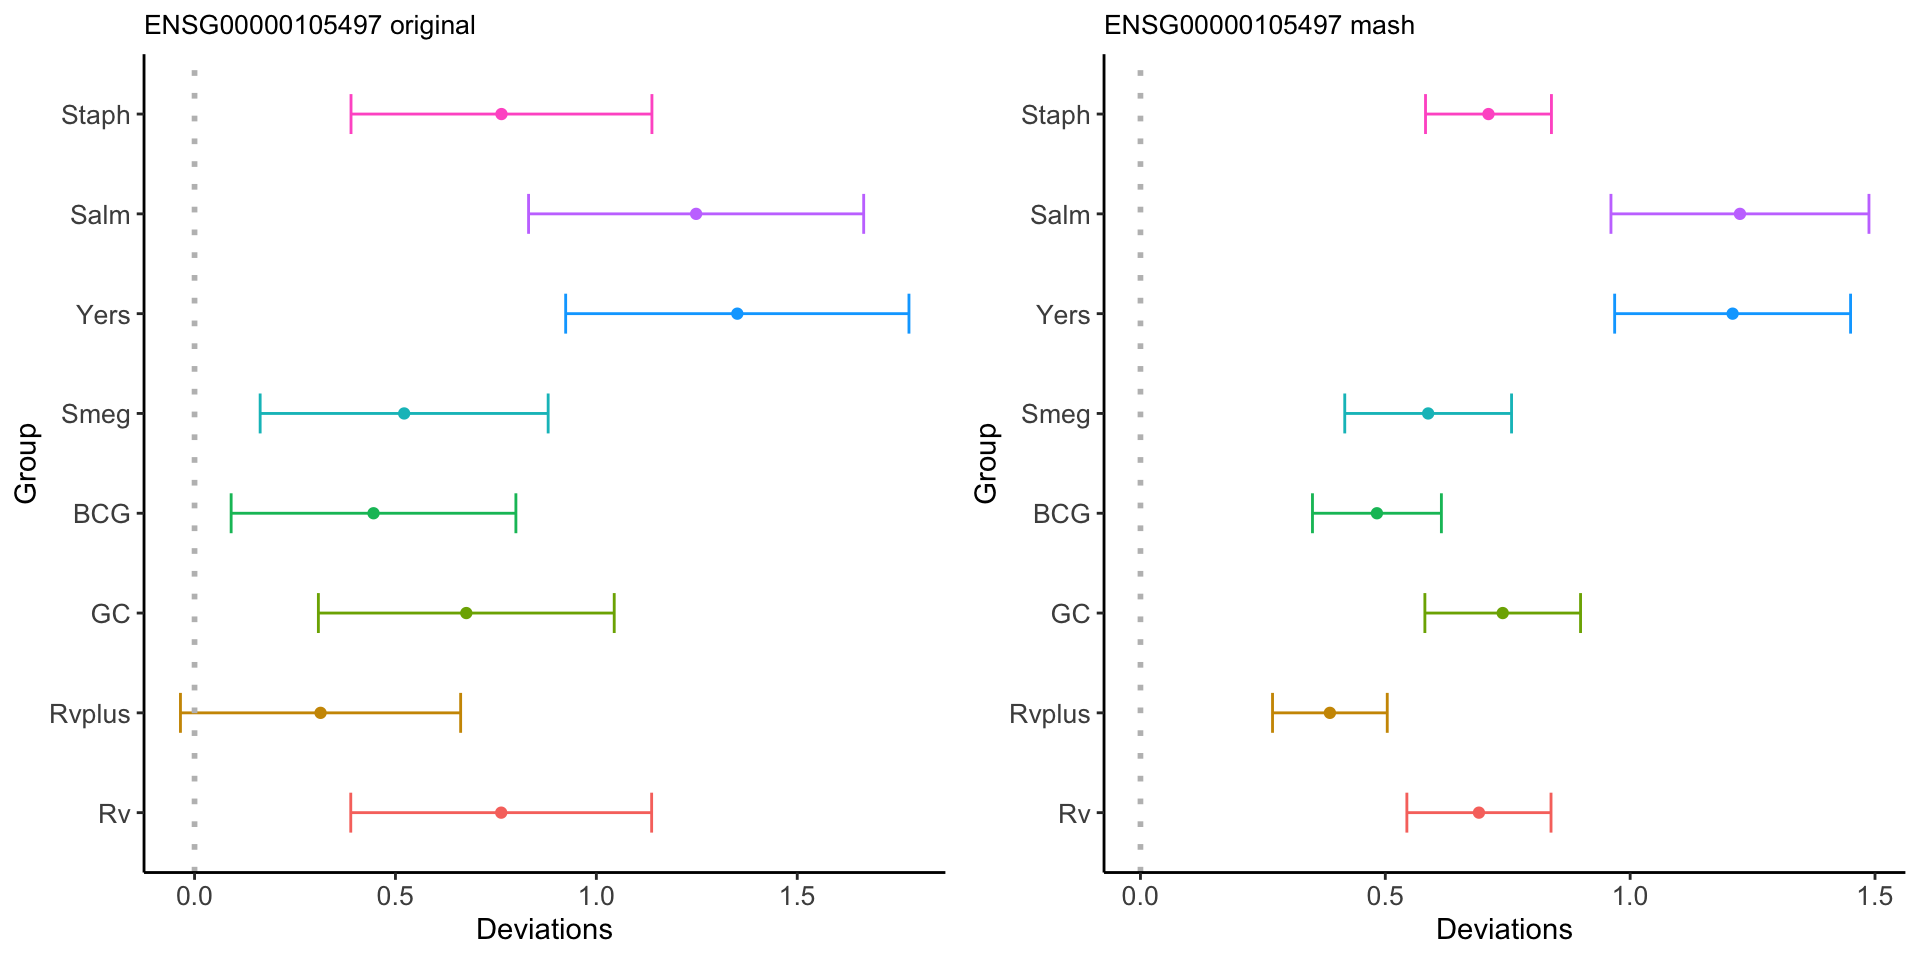 ENSG00000105497 original
Staph
Salm
Yers
Smeg
BCG
GC
Rvplus
Rv
Group
0.0 0.5 1.0 1.5
Deviations
ENSG00000105497 mash
Staph
Salm
Yers
Smeg
BCG
GC
Rvplus
Rv
Group
0.0 0.5 1.0 1.5
Deviations